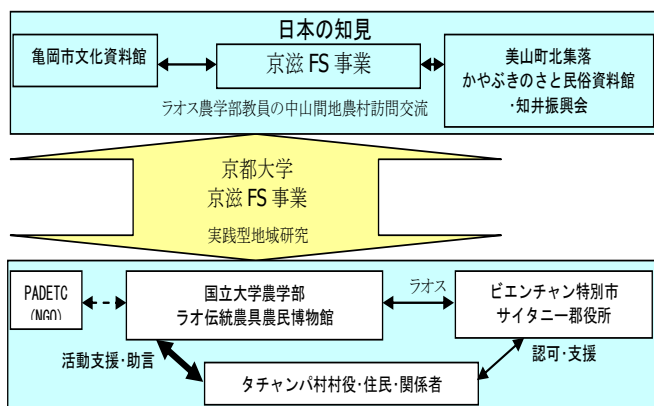 日本の知見
亀岡市文化資料館
京滋 FS 事業
美山町北集落
かやぶきのさと民俗資料館
・知井振興会
ラオス農学部教員の中山間地農村訪問交流
京都大学
京滋 FS 事業
実践型地域研究
PADETC
(NGO)
国立大学農学部
ラオ伝統農具農民博物館
ラオス
ビエンチャン特別市
サイタニー郡役所
活動支援・助言
認可・支援
タチャンパ村村役・住民・関係者